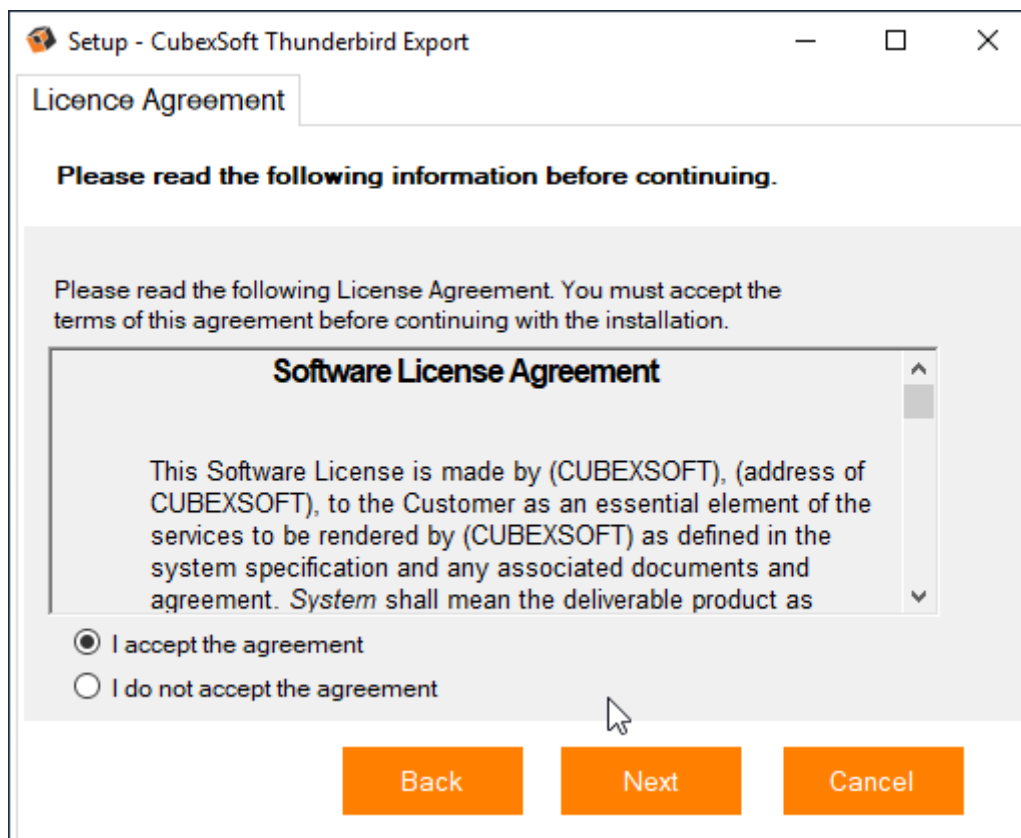 Setup - CubexSoft Thunderbird Export
Licence Agreement
Please read the following information before continuing.
Please read the following License Agreement. You must accept the
terms of this agreement before continuing with the installation.
Software License Agreement
This Software License is made by (CUBEXSOFT), (address of
CUBEXSOFT), to the Customer as an essential element of the
services to be rendered by (CUBEXSOFT) as defined in the
system specification and any associated documents and
agreement. System shall mean the deliverable product as
I accept the agreement
I do not accept the agreement
Back Next Cancel